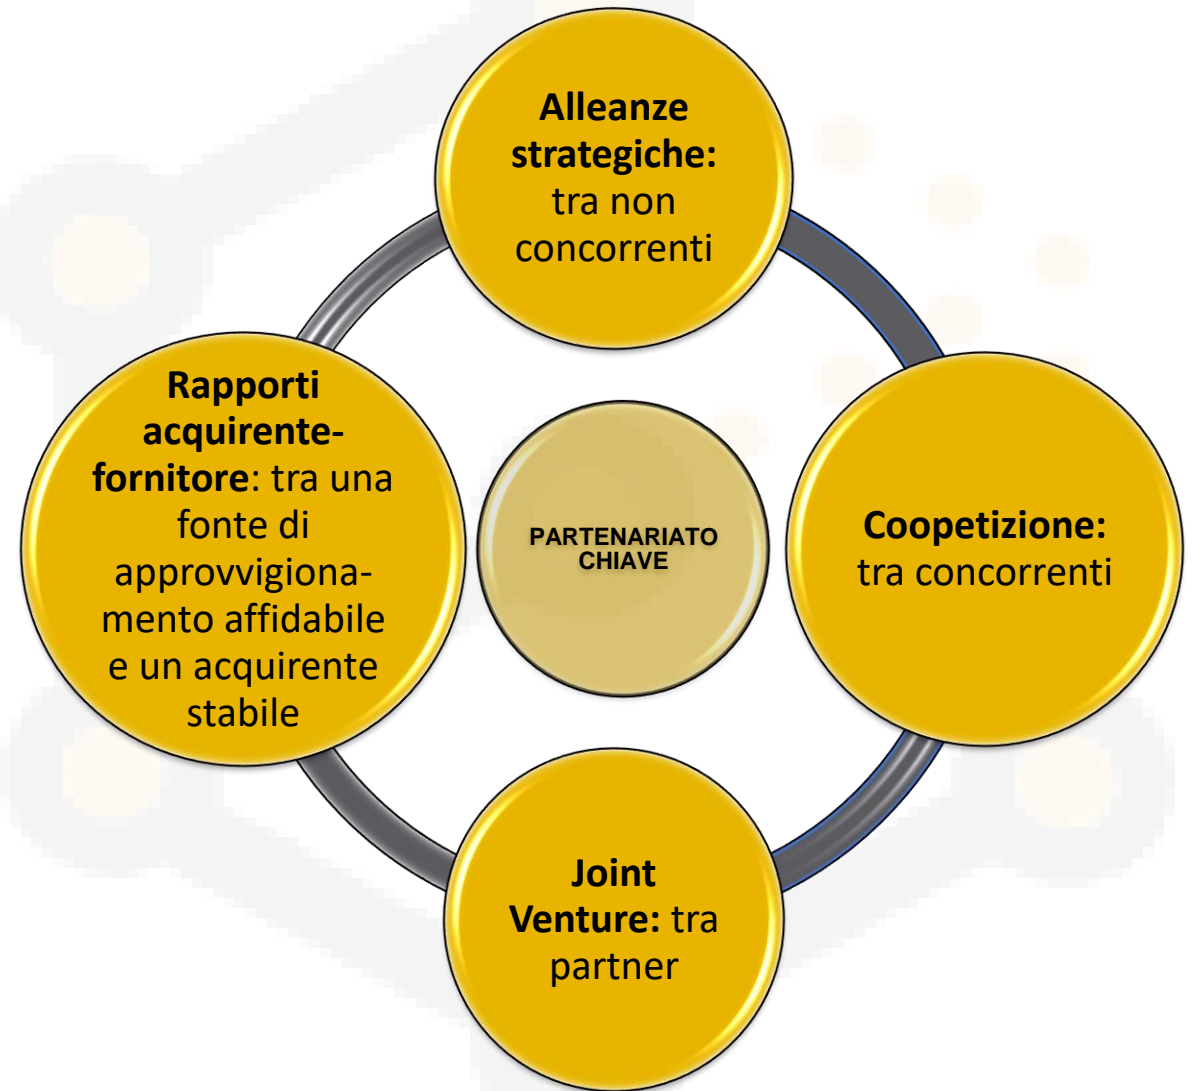 Alleanze
strategiche:
tra non
concorrenti
Rapporti
acquirente-
fornitore: tra una
fonte di
approvvigiona-
mento affidabile
e un acquirente
stabile
PARTENARIATO
CHIAVE
Coopetizione:
tra concorrenti
Joint
Venture: tra
partner